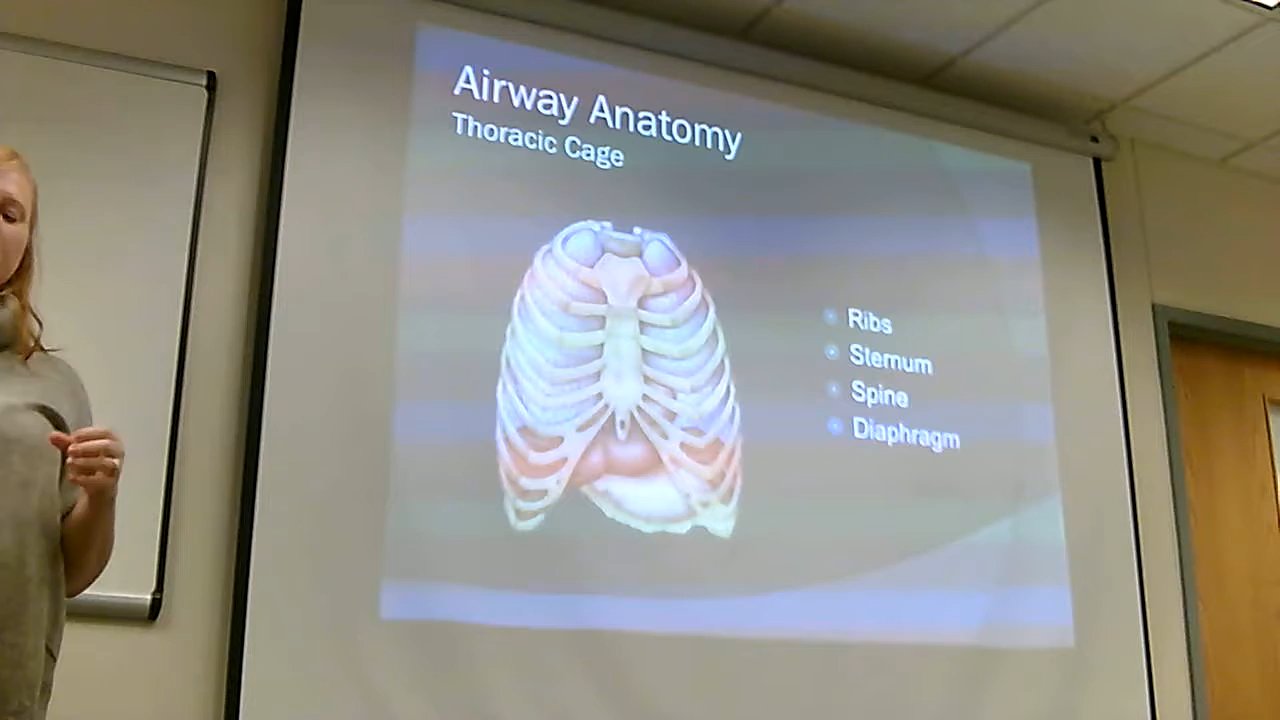 Airway Anatomy
Thoracic Cage
Ribs
Sternum
Spine
Diaphragm